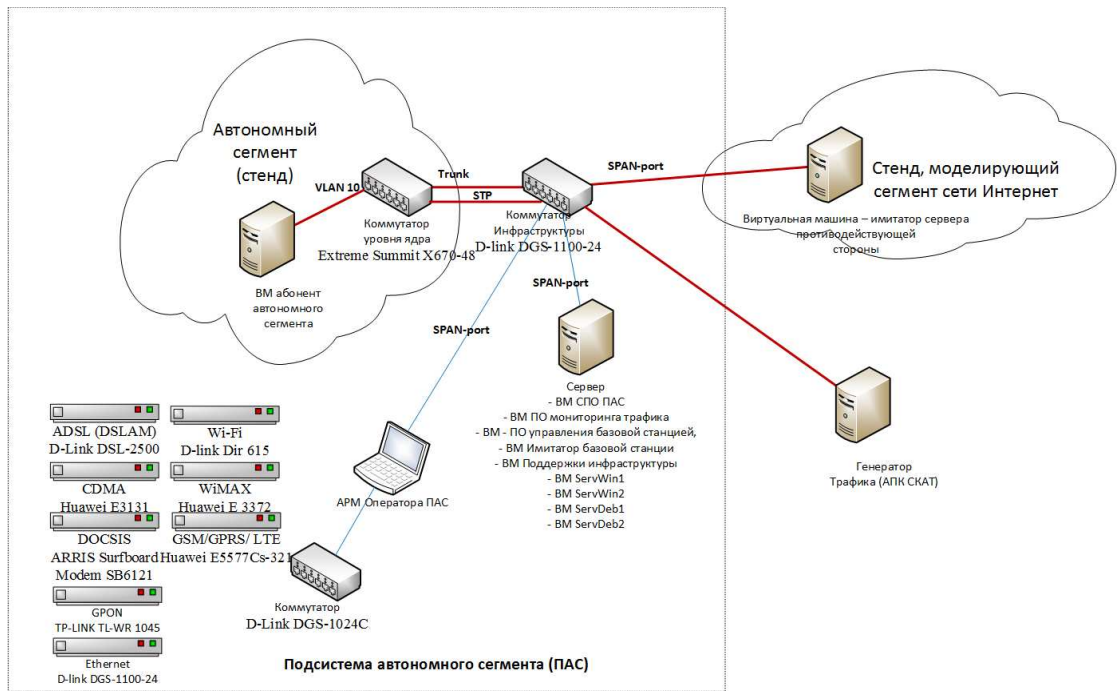 Автономный
сегмент
(стенд)
VLAN 10
Trunk
STP
Коммутатор
уровня ядра
Extreme Summit X670-48
ВМ абонент
автономного
сегмента
Коммутатор
Инфраструктуры
D-link DGS-1100-24
SPAN-port
Стенд, моделирующий
сегмент сети Интернет
Виртуальная машина – имитатор сервера
противодействующей
стороны
SPAN-port
SPAN-port
Сервер
- ВМ СПО ПАС
- ВМ ПО мониторинга трафика
- ВМ - ПО управления базовой станцией,
- ВМ Имитатор базовой станции
- ВМ Поддержки инфраструктуры
- ВМ ServWin1
- ВМ ServWin2
- ВМ ServDeb1
- ВМ ServDeb2
Генератор
Трафика (АПК СКАТ)
АРМ Оператора ПАС
ADSL (DSLAM)
D-Link DSL-2500
Wi-Fi
D-link Dir 615
CDMA
Huawei E3131
WiMAX
Huawei E 3372
DOCSIS
ARRIS Surfboard
Modem SB6121
GSM/GPRS/ LTE
Huawei E5577Cs-321
GPON
TP-LINK TL-WR 1045
Ethernet
D-link DGS-1100-24
Коммутатор
D-Link DGS-1024C
Подсистема автономного сегмента (ПАС)